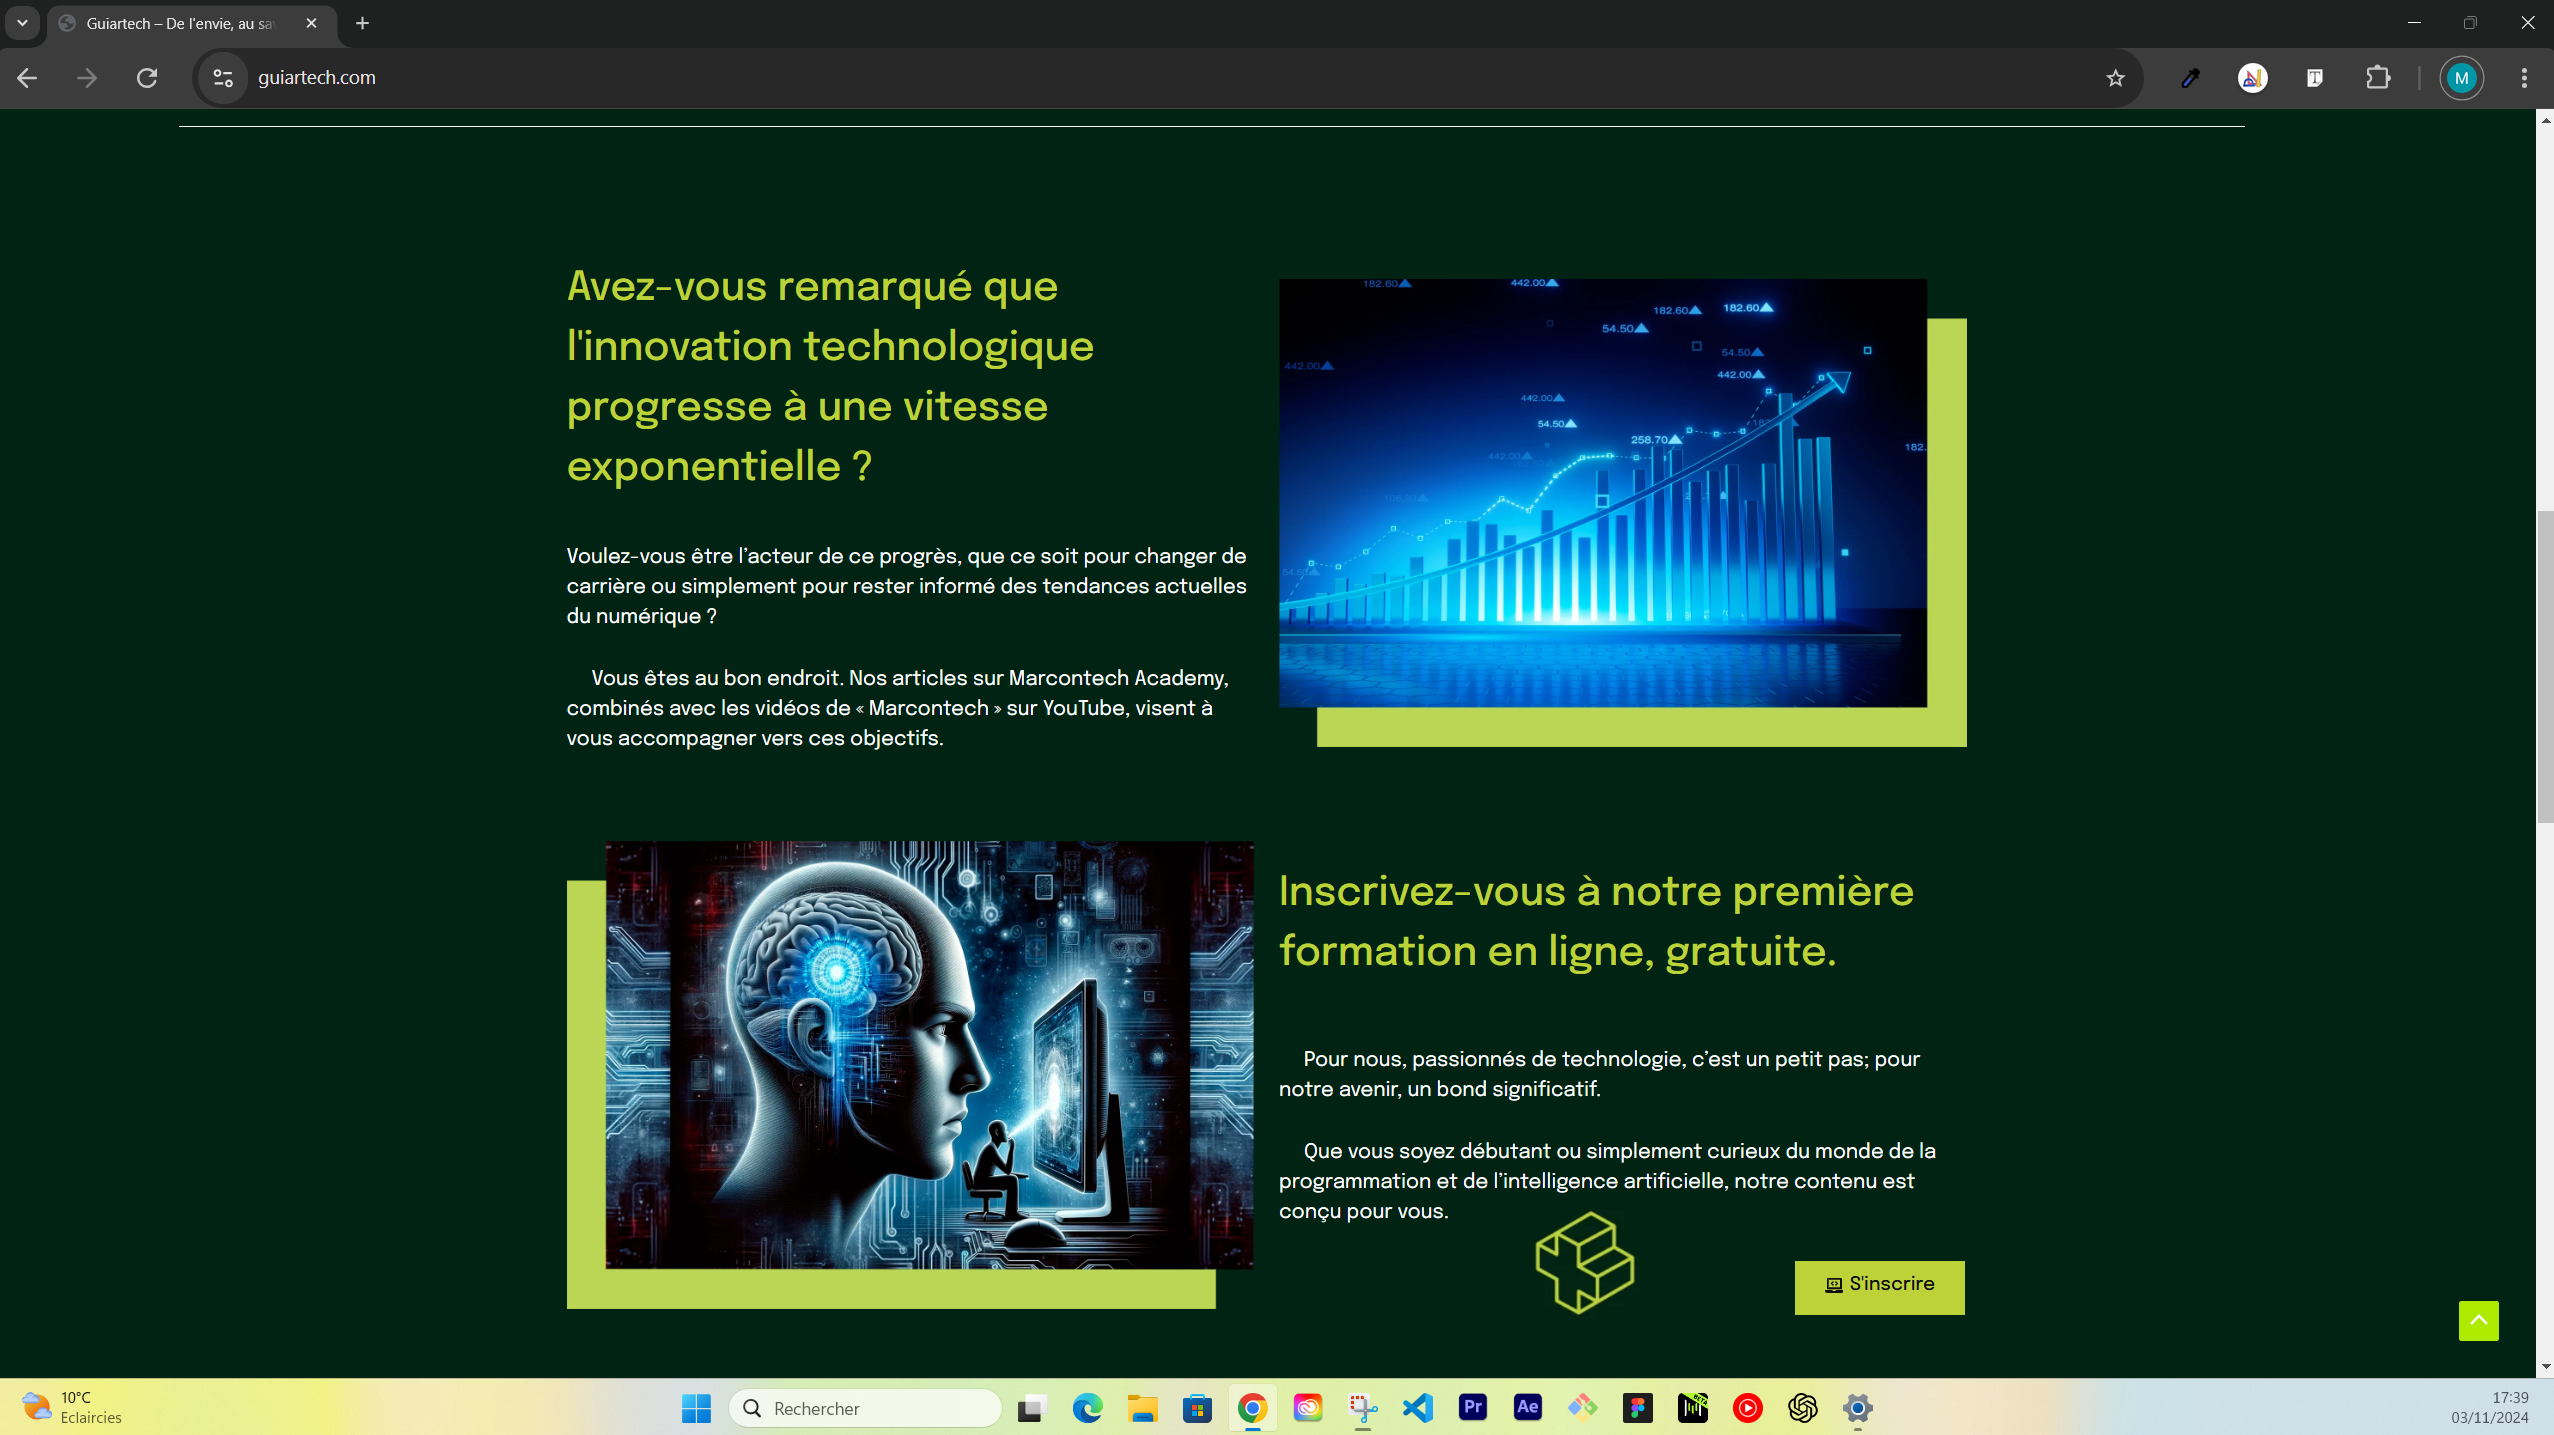 Guiartech – De l'envie, au sa
guiartech.com
M
Avez-vous remarqué que
l'innovation technologique
progresse à une vitesse
exponentielle ?
Voulez-vous être l’acteur de ce progrès, que ce soit pour changer de
carrière ou simplement pour rester informé des tendances actuelles
du numérique ?
Vous êtes au bon endroit. Nos articles sur Marcontech Academy,
combinés avec les vidéos de « Marcontech » sur YouTube, visent à
vous accompagner vers ces objectifs.
182.60
442.00
182.60
182.60
54.50
54.50
442.00
442.00
442.00
54.50
258.70
182.
442.00
Inscrivez-vous à notre première
formation en ligne, gratuite.
Pour nous, passionnés de technologie, c’est un petit pas; pour
notre avenir, un bond significatif.
Que vous soyez débutant ou simplement curieux du monde de la
programmation et de l’intelligence artificielle, notre contenu est
conçu pour vous.
S'inscrire
10°C
Eclaircies
Rechercher
Pr
Ae
17:39
03/11/2024